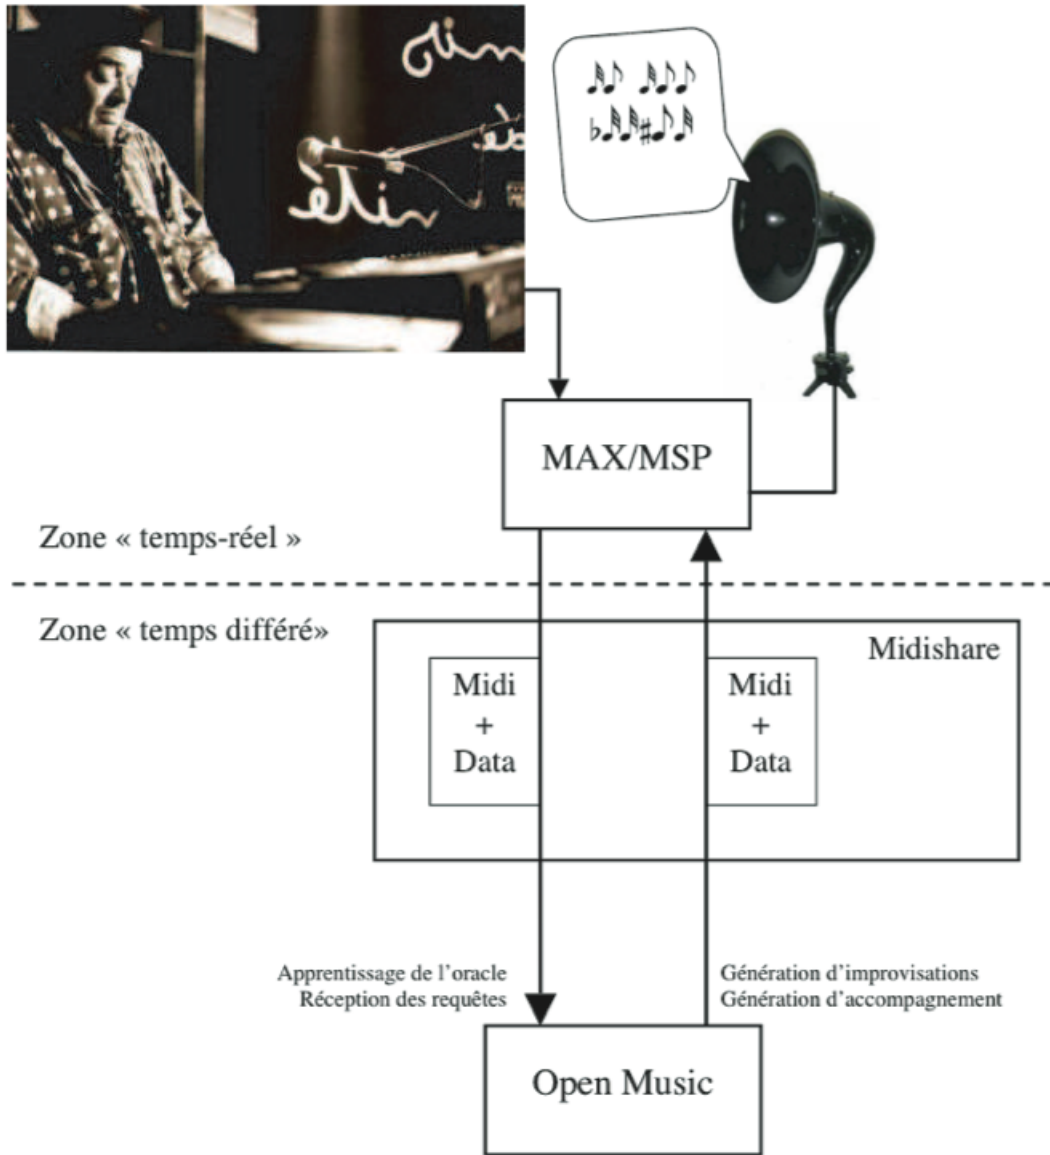 MAX/MSP
Zone « temps-réel »
Zone « temps différé»
Midishare
Midi
+
Data
Midi
+
Data
Apprentissage de l'oracle
Réception des requêtes
Génération d'improvisations
Génération d'accompagnement
Open Music